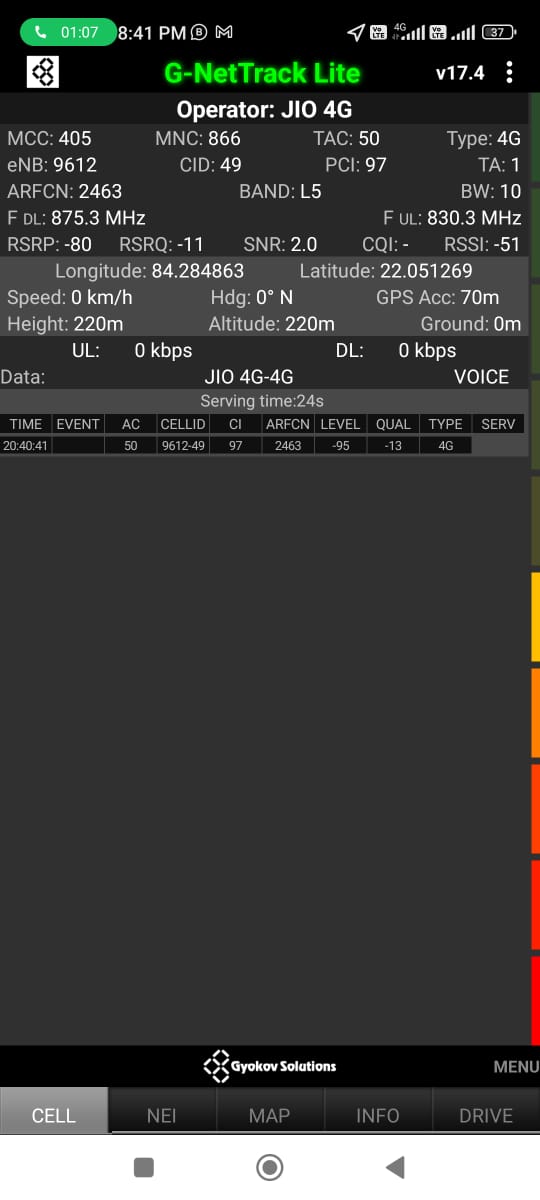 01:07 8:41 PM 4G Vo LTE Vo LTE 37
G-NetTrack Lite v17.4
Operator: JIO 4G
MCC: 405 MNC: 866 TAC: 50 Type: 4G
eNB: 9612 CID: 49 PCI: 97 TA: 1
ARFCN: 2463 BAND: L5 BW: 10
F DL: 875.3 MHz F UL: 830.3 MHz
RSRP: -80 RSRQ: -11 SNR: 2.0 CQI: - RSSI: -51
Longitude: 84.284863 Latitude: 22.051269
Speed: 0 km/h Hdg: 0° N GPS Acc: 70m
Height: 220m Altitude: 220m Ground: 0m
UL: 0 kbps DL: 0 kbps
Data: JIO 4G-4G VOICE
Serving time:24s
TIME EVENT AC CELLID CI ARFCN LEVEL QUAL TYPE SERV
20:40:41 50 9612-49 97 2463 -95 -13 4G
Gyokov Solutions MENU
CELL NEI MAP INFO DRIVE